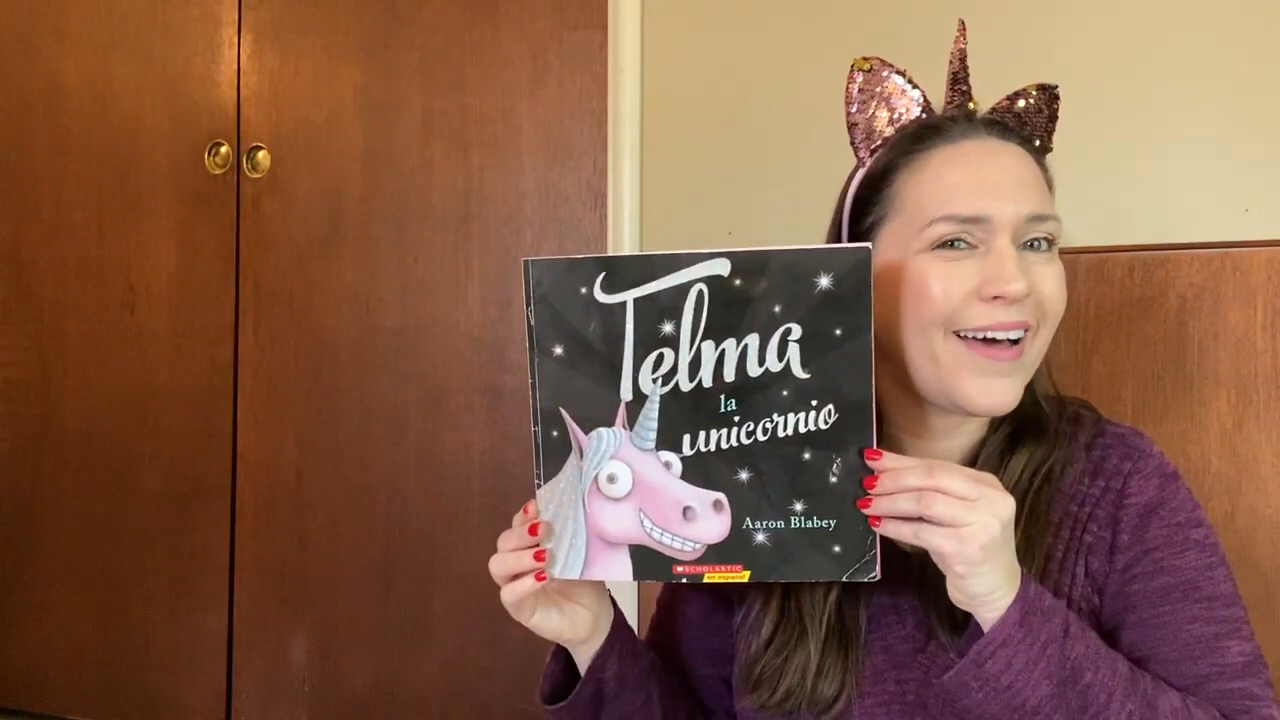 Telma
la
unicornio
Aaron Blabey
SCHOLASTIC
en español